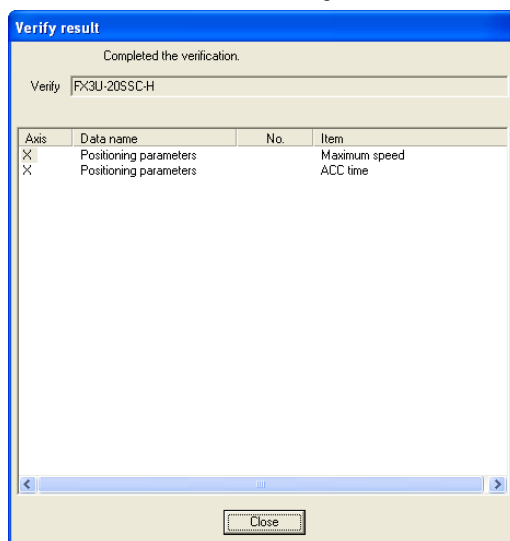 Verify result
Completed the verification.
Verify FX3U-20SSC-H
Axis Data name No. Item
X Positioning parameters Maximum speed
X Positioning parameters ACC time
Close